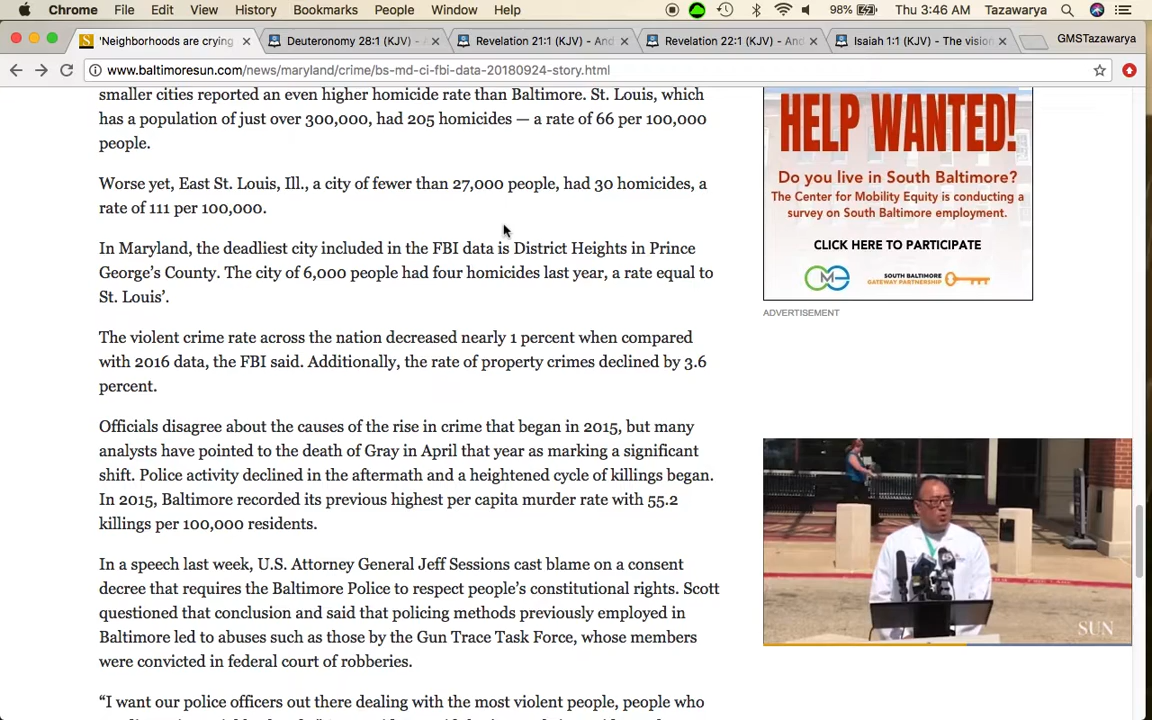 Chrome File Edit View History Bookmarks People Window Help 98% Thu 3:46 AM Tazawarya
'Neighborhoods are crying × Deuteronomy 28:1 (KJV) - A × Revelation 21:1 (KJV) - And × Revelation 22:1 (KJV) - And × Isaiah 1:1 (KJV) - The vision × GMSTazawarya
www.baltimoresun.com/news/maryland/crime/bs-md-ci-fbi-data-20180924-story.html
smaller cities reported an even higher homicide rate than Baltimore. St. Louis, which
has a population of just over 300,000, had 205 homicides — a rate of 66 per 100,000
people.
Worse yet, East St. Louis, Ill., a city of fewer than 27,000 people, had 30 homicides, a
rate of 111 per 100,000.
In Maryland, the deadliest city included in the FBI data is District Heights in Prince
George's County. The city of 6,000 people had four homicides last year, a rate equal to
St. Louis'.
The violent crime rate across the nation decreased nearly 1 percent when compared
with 2016 data, the FBI said. Additionally, the rate of property crimes declined by 3.6
percent.
Officials disagree about the causes of the rise in crime that began in 2015, but many
analysts have pointed to the death of Gray in April that year as marking a significant
shift. Police activity declined in the aftermath and a heightened cycle of killings began.
In 2015, Baltimore recorded its previous highest per capita murder rate with 55.2
killings per 100,000 residents.
In a speech last week, U.S. Attorney General Jeff Sessions cast blame on a consent
decree that requires the Baltimore Police to respect people's constitutional rights. Scott
questioned that conclusion and said that policing methods previously employed in
Baltimore led to abuses such as those by the Gun Trace Task Force, whose members
were convicted in federal court of robberies.
"I want our police officers out there dealing with the most violent people, people who
HELP WANTED!
Do you live in South Baltimore?
The Center for Mobility Equity is conducting a
survey on South Baltimore employment.
CLICK HERE TO PARTICIPATE
CME SOUTH BALTIMORE
GATEWAY PARTNERSHIP
ADVERTISEMENT
SUN